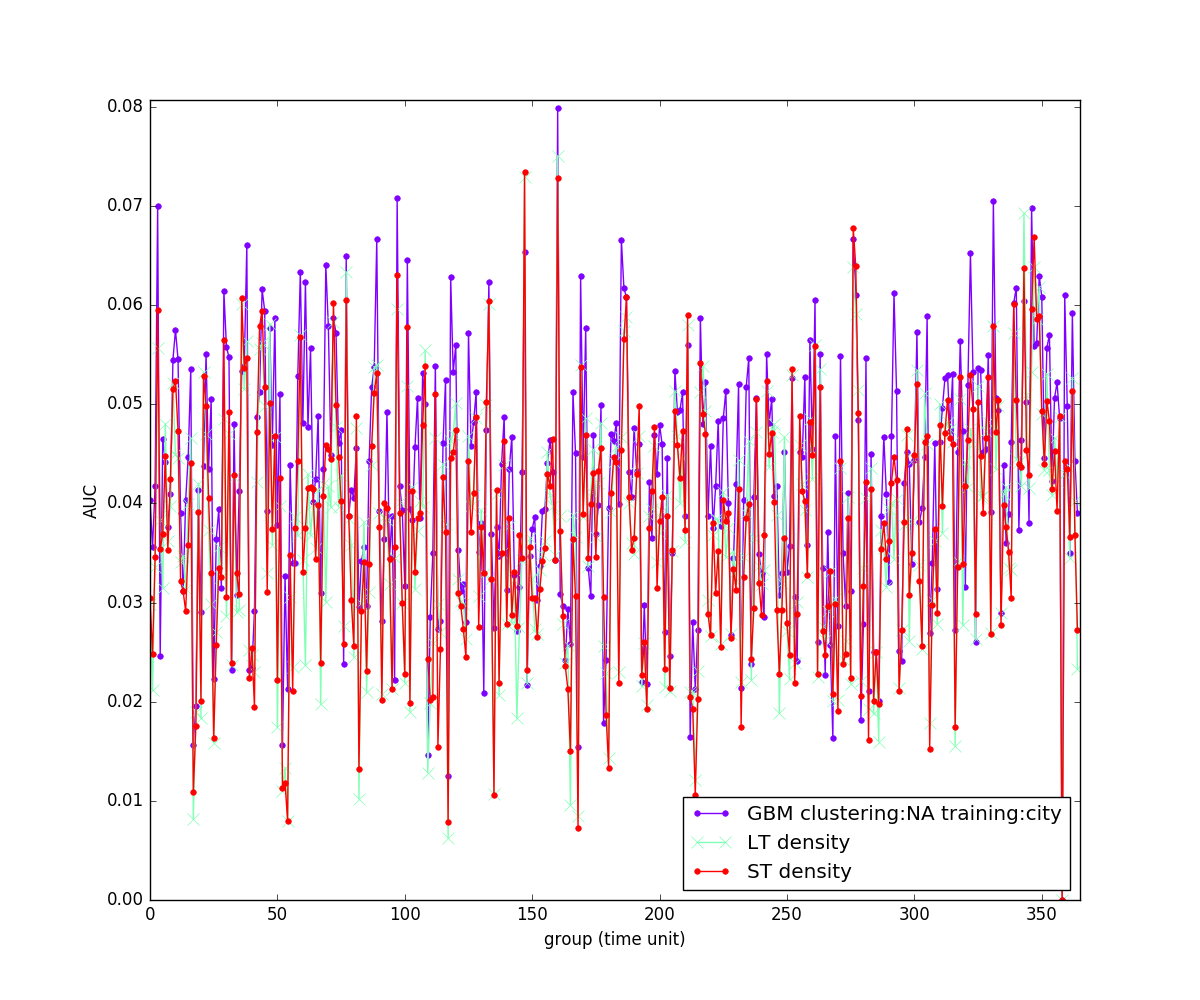 0.08
0.07
0.06
0.05
0.04
0.03
0.02
0.01
0.00
AUC
0 50 100 150 200 250 300 350
group (time unit)
GBM clustering:NA training:city
LT density
ST density